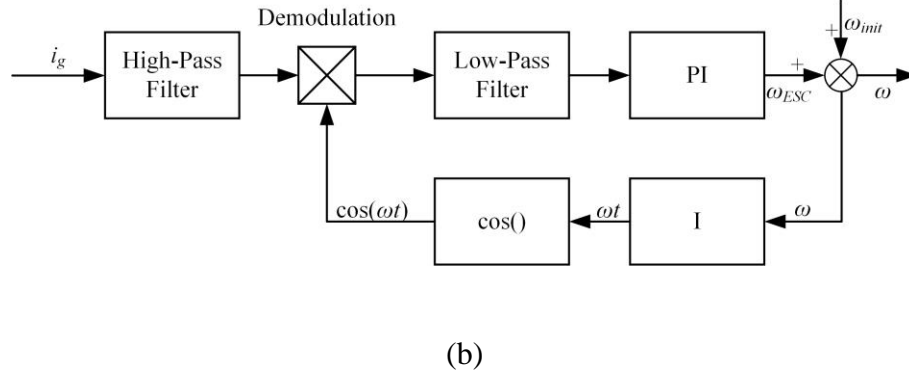 Demodulation
i_g
High-Pass
Filter
Low-Pass
Filter
PI
+
ω_ESC
+
ω_init
ω
cos(ωt)
cos()
ωt
I
ω
(b)